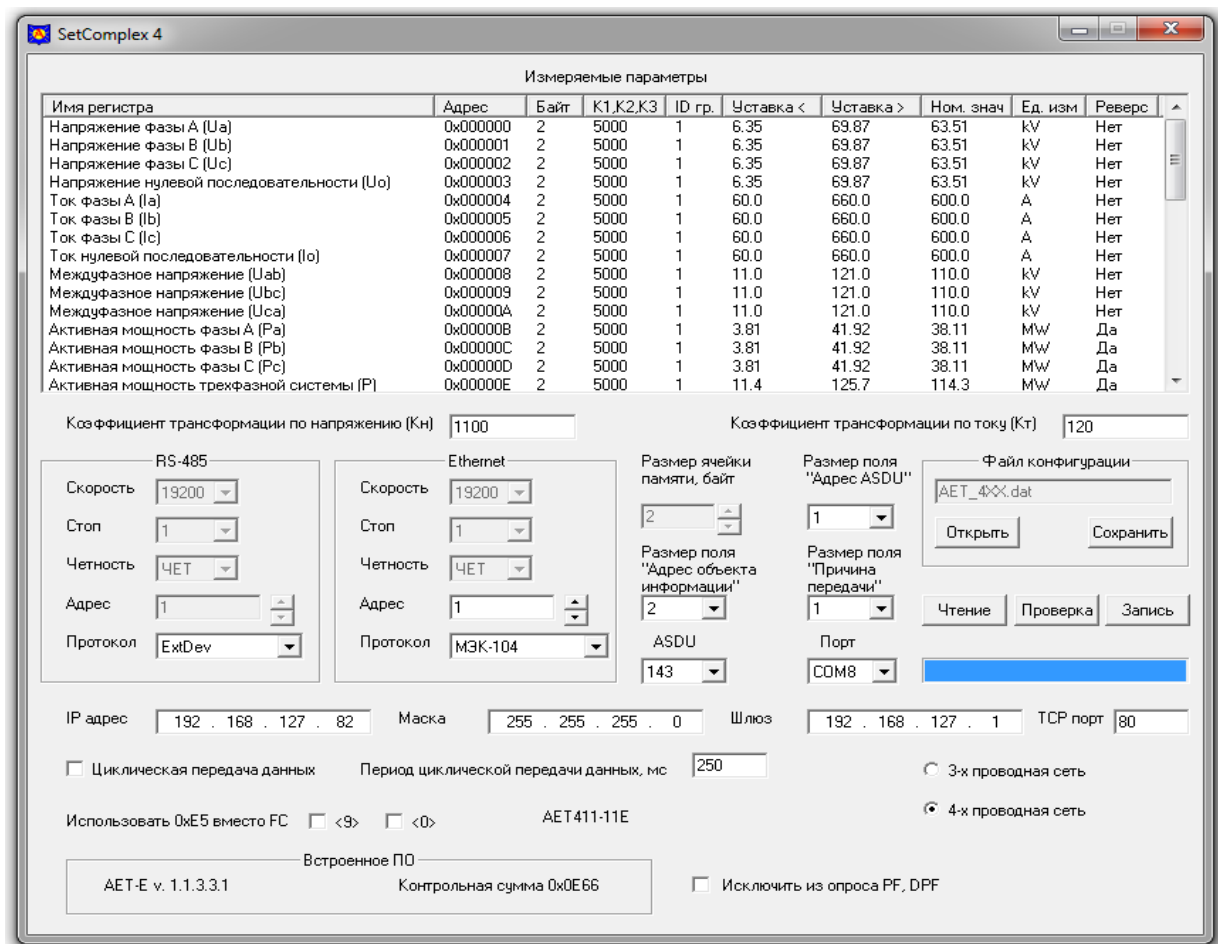 SetComplex 4
Измеряемые параметры
Имя регистра Адрес Байт K1,K2,K3 ID гр. Уставка < Уставка > Ном. знач Ед. изм Реверс
Напряжение фазы A (Ua) 0x000000 2 5000 1 6.35 69.87 63.51 kV Нет
Напряжение фазы B (Ub) 0x000001 2 5000 1 6.35 69.87 63.51 kV Нет
Напряжение фазы C (Uc) 0x000002 2 5000 1 6.35 69.87 63.51 kV Нет
Напряжение нулевой последовательности (Uo) 0x000003 2 5000 1 6.35 69.87 63.51 kV Нет
Ток фазы A (Ia) 0x000004 2 5000 1 60.0 660.0 600.0 A Нет
Ток фазы B (Ib) 0x000005 2 5000 1 60.0 660.0 600.0 A Нет
Ток фазы C (Ic) 0x000006 2 5000 1 60.0 660.0 600.0 A Нет
Ток нулевой последовательности (Io) 0x000007 2 5000 1 60.0 660.0 600.0 A Нет
Междуфазное напряжение (Uab) 0x000008 2 5000 1 11.0 121.0 110.0 kV Нет
Междуфазное напряжение (Ubc) 0x000009 2 5000 1 11.0 121.0 110.0 kV Нет
Междуфазное напряжение (Uca) 0x00000A 2 5000 1 11.0 121.0 110.0 kV Нет
Активная мощность фазы A (Pa) 0x00000B 2 5000 1 3.81 41.92 38.11 MW Да
Активная мощность фазы B (Pb) 0x00000C 2 5000 1 3.81 41.92 38.11 MW Да
Активная мощность фазы C (Pc) 0x00000D 2 5000 1 3.81 41.92 38.11 MW Да
Активная мощность трехфазной системы (P) 0x00000E 2 5000 1 11.4 125.7 114.3 MW Да
Коэффициент трансформации по напряжению (Кн) 1100 Коэффициент трансформации по току (Кт) 120
RS-485
Скорость 19200
Стоп 1
Четность ЧЕТ
Адрес 1
Протокол ExtDev
Ethernet
Скорость 19200
Стоп 1
Четность ЧЕТ
Адрес 1
Протокол МЭК-104
Размер ячейки
памяти, байт
2
Размер поля
"Адрес объекта
информации"
2
ASDU
143
Размер поля
"Адрес ASDU"
1
Размер поля
"Причина
передачи"
1
Порт
COM8
Файл конфигурации
AET_4XX.dat
Открыть Сохранить
Чтение Проверка Запись
IP адрес 192 . 168 . 127 . 82 Маска 255 . 255 . 255 . 0 Шлюз 192 . 168 . 127 . 1 TCP порт 80
Циклическая передача данных Период циклической передачи данных, мс 250 3-х проводная сеть
Использовать 0xE5 вместо FC <9> <0> AET411-11E 4-х проводная сеть
Встроенное ПО
AET-E v. 1.1.3.3.1 Контрольная сумма 0x0E66
Исключить из опроса PF, DPF